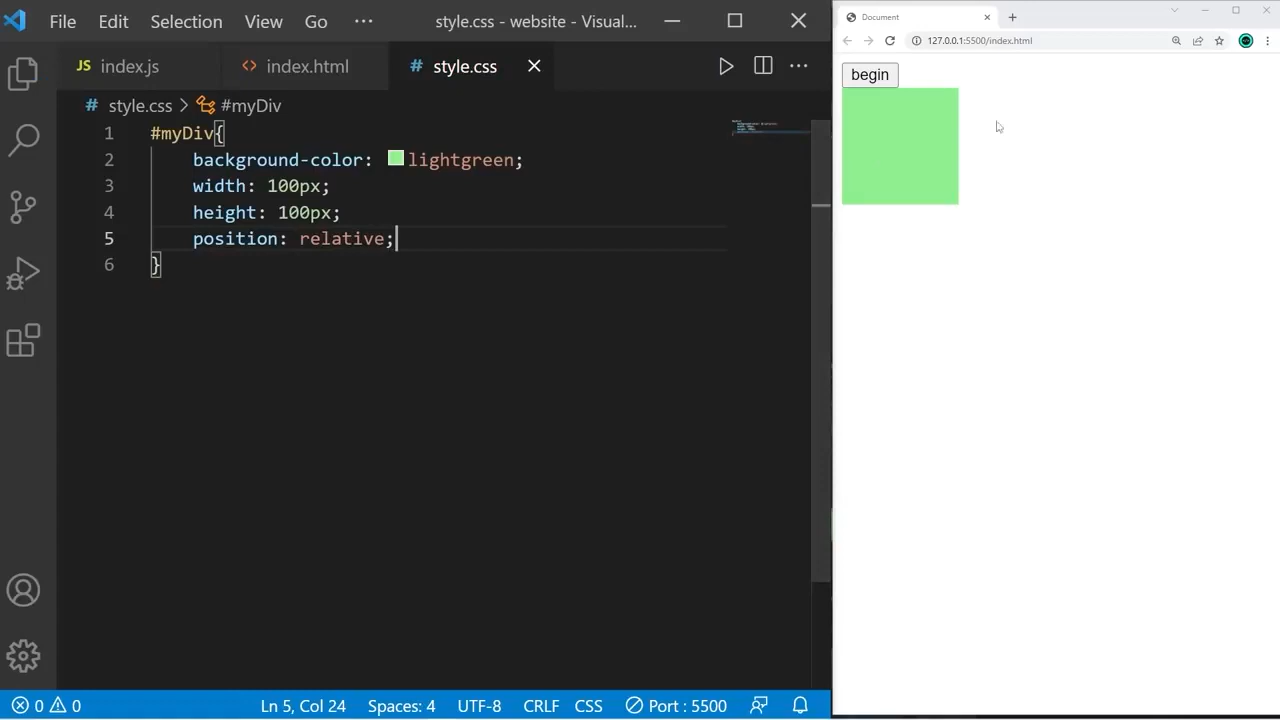 File Edit Selection View Go ··· style.css - website - Visual...
JS index.js <> index.html # style.css
# style.css > #myDiv
1 #myDiv{
2 background-color: lightgreen;
3 width: 100px;
4 height: 100px;
5 position: relative;
6 }
0 0 Ln 5, Col 24 Spaces: 4 UTF-8 CRLF CSS Port : 5500
Document
127.0.0.1:5500/index.html
begin